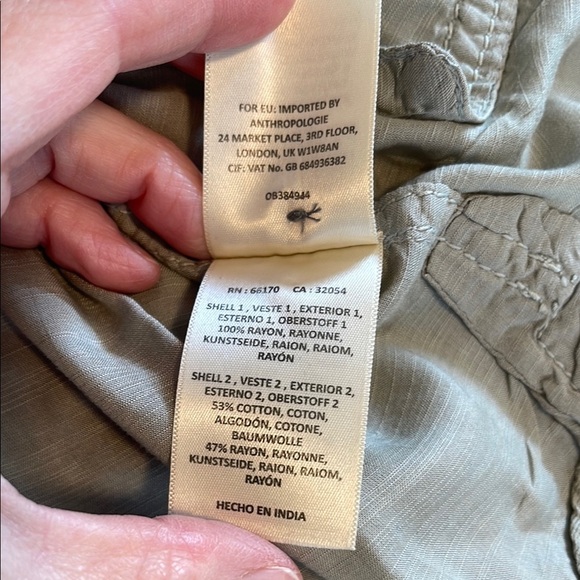 FOR EU: IMPORTED BY
ANTHROPOLOGIE
24 MARKET PLACE, 3RD FLOOR,
LONDON, UK W1W8AN
CIF: VAT No. GB 684936382
OB384944
RN : 66170 CA : 32054
SHELL 1 , VESTE 1 , EXTERIOR 1,
ESTERNO 1, OBERSTOFF 1
100% RAYON, RAYONNE,
KUNSTSEIDE, RAION, RAIOM,
RAYÓN
SHELL 2 , VESTE 2 , EXTERIOR 2,
ESTERNO 2, OBERSTOFF 2
53% COTTON, COTON,
ALGODÓN, COTONE,
BAUMWOLLE
47% RAYON, RAYONNE,
KUNSTSEIDE, RAION, RAIOM,
RAYÓN
HECHO EN INDIA